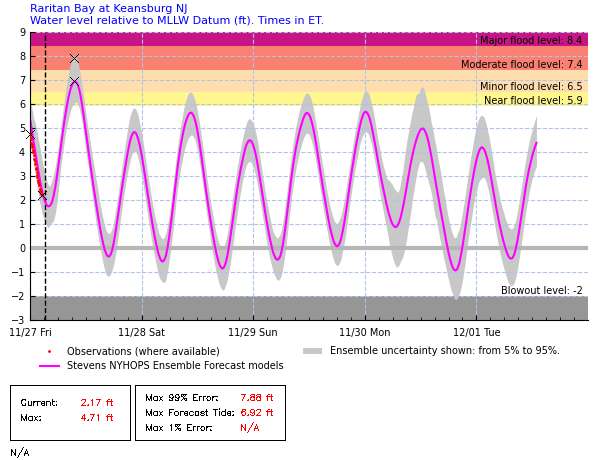 Raritan Bay at Keansburg NJ
Water level relative to MLLW Datum (ft). Times in ET.
9
8
7
6
5
4
3
2
1
0
−1
−2
−3
Major flood level: 8.4
Moderate flood level: 7.4
Minor flood level: 6.5
Near flood level: 5.9
Blowout level: -2
11/27 Fri 11/28 Sat 11/29 Sun 11/30 Mon 12/01 Tue
Observations (where available)
Stevens NYHOPS Ensemble Forecast models
Ensemble uncertainty shown: from 5% to 95%.
Current: 2.17 ft
Max: 4.71 ft
Max 99% Error: 7.88 ft
Max Forecast Tide: 6.92 ft
Max 1% Error: N/A
N/A